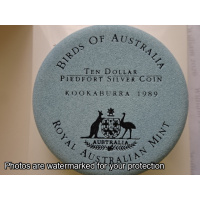 BIRDS OF AUSTRALIA
TEN DOLLAR
PIEDFORT SILVER COIN
KOOKABURRA 1989
ROYAL AUSTRALIAN MINT
Photos are watermarked for your protection